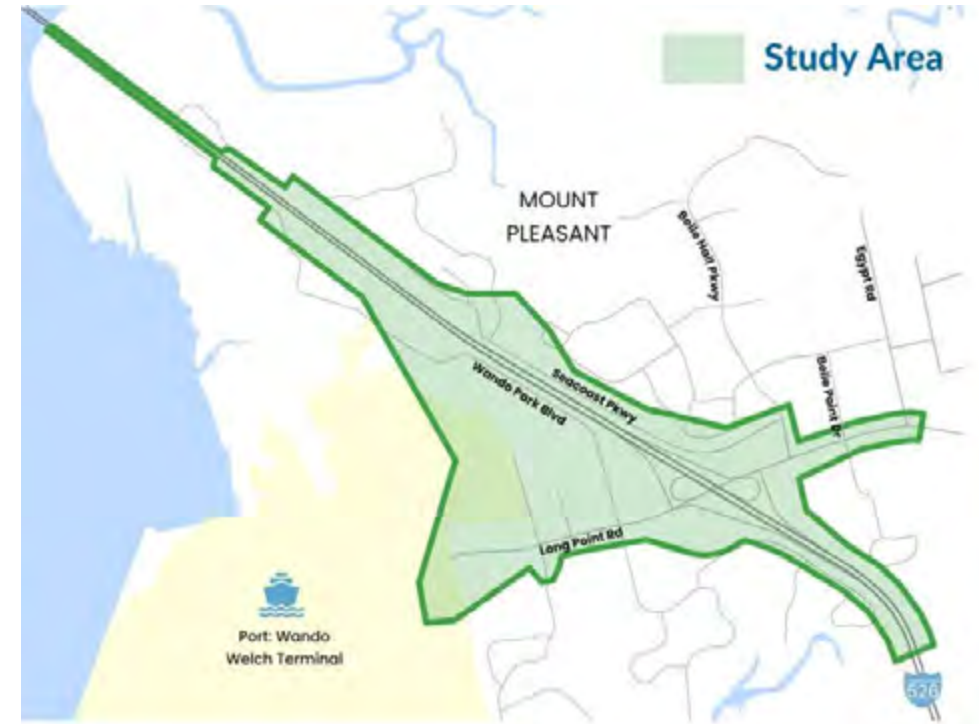 Study Area
MOUNT
PLEASANT
Belle Hall Pkwy
Egypt Rd
Seacoast Pkwy
Wando Park Blvd
Belle Point Dr
Long Point Rd
Port: Wando
Welch Terminal
526